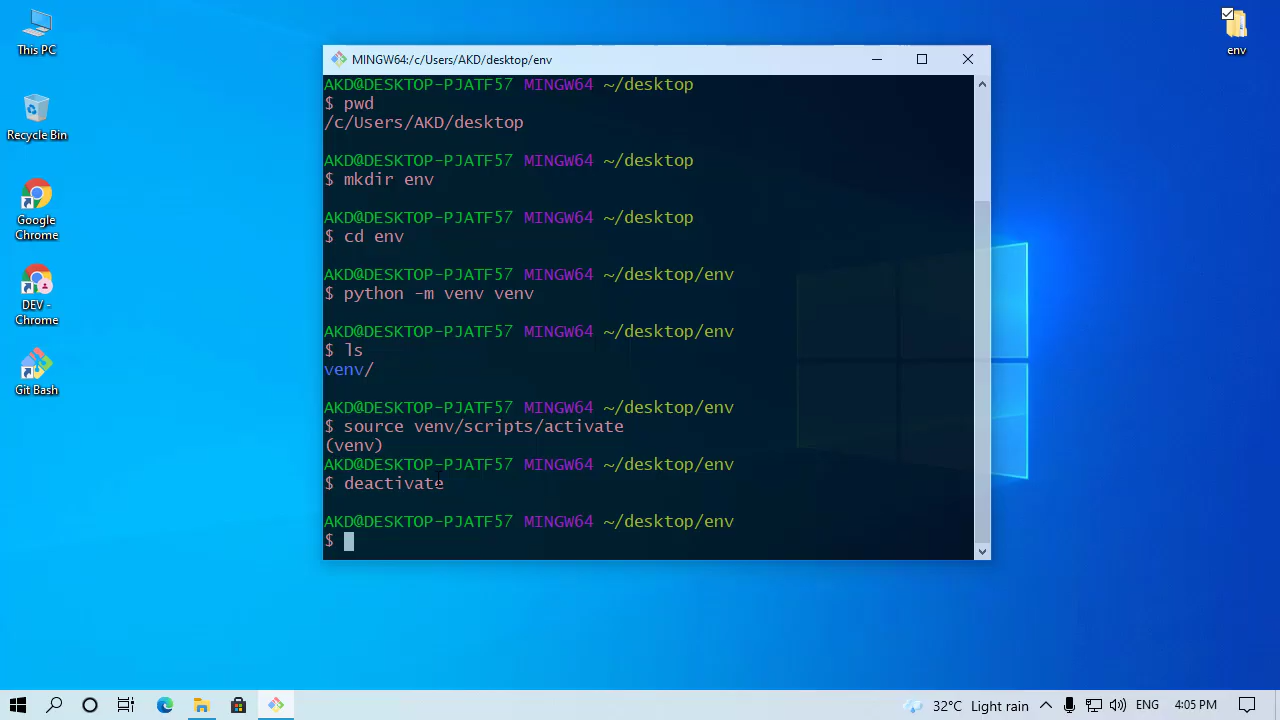 This PC
Recycle Bin
Google
Chrome
DEV -
Chrome
Git Bash
env
MINGW64:/c/Users/AKD/desktop/env
AKD@DESKTOP-PJATF57 MINGW64 ~/desktop
$ pwd
/c/Users/AKD/desktop
AKD@DESKTOP-PJATF57 MINGW64 ~/desktop
$ mkdir env
AKD@DESKTOP-PJATF57 MINGW64 ~/desktop
$ cd env
AKD@DESKTOP-PJATF57 MINGW64 ~/desktop/env
$ python -m venv venv
AKD@DESKTOP-PJATF57 MINGW64 ~/desktop/env
$ ls
venv/
AKD@DESKTOP-PJATF57 MINGW64 ~/desktop/env
$ source venv/scripts/activate
(venv)
AKD@DESKTOP-PJATF57 MINGW64 ~/desktop/env
$ deactivate
AKD@DESKTOP-PJATF57 MINGW64 ~/desktop/env
$
32°C Light rain ENG 4:05 PM